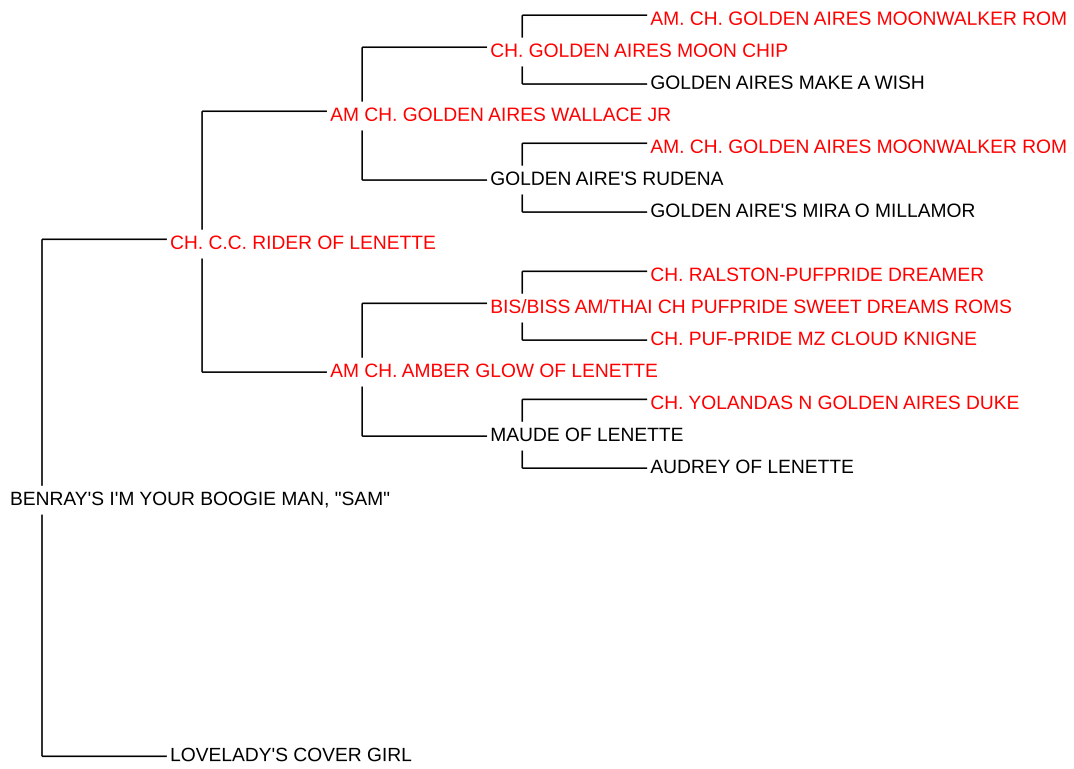 AM. CH. GOLDEN AIRES MOONWALKER ROM
CH. GOLDEN AIRES MOON CHIP
GOLDEN AIRES MAKE A WISH
AM CH. GOLDEN AIRES WALLACE JR
AM. CH. GOLDEN AIRES MOONWALKER ROM
GOLDEN AIRE'S RUDENA
GOLDEN AIRE'S MIRA O MILLAMOR
CH. C.C. RIDER OF LENETTE
CH. RALSTON-PUFPRIDE DREAMER
BIS/BISS AM/THAI CH PUFPRIDE SWEET DREAMS ROMS
CH. PUF-PRIDE MZ CLOUD KNIGNE
AM CH. AMBER GLOW OF LENETTE
CH. YOLANDAS N GOLDEN AIRES DUKE
MAUDE OF LENETTE
AUDREY OF LENETTE
BENRAY'S I'M YOUR BOOGIE MAN, "SAM"
LOVELADY'S COVER GIRL